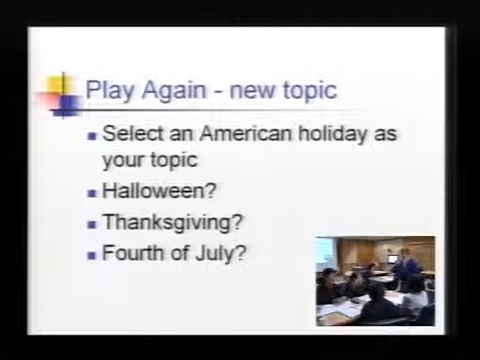 Play Again - new topic
Select an American holiday as
your topic
Halloween?
Thanksgiving?
Fourth of July?